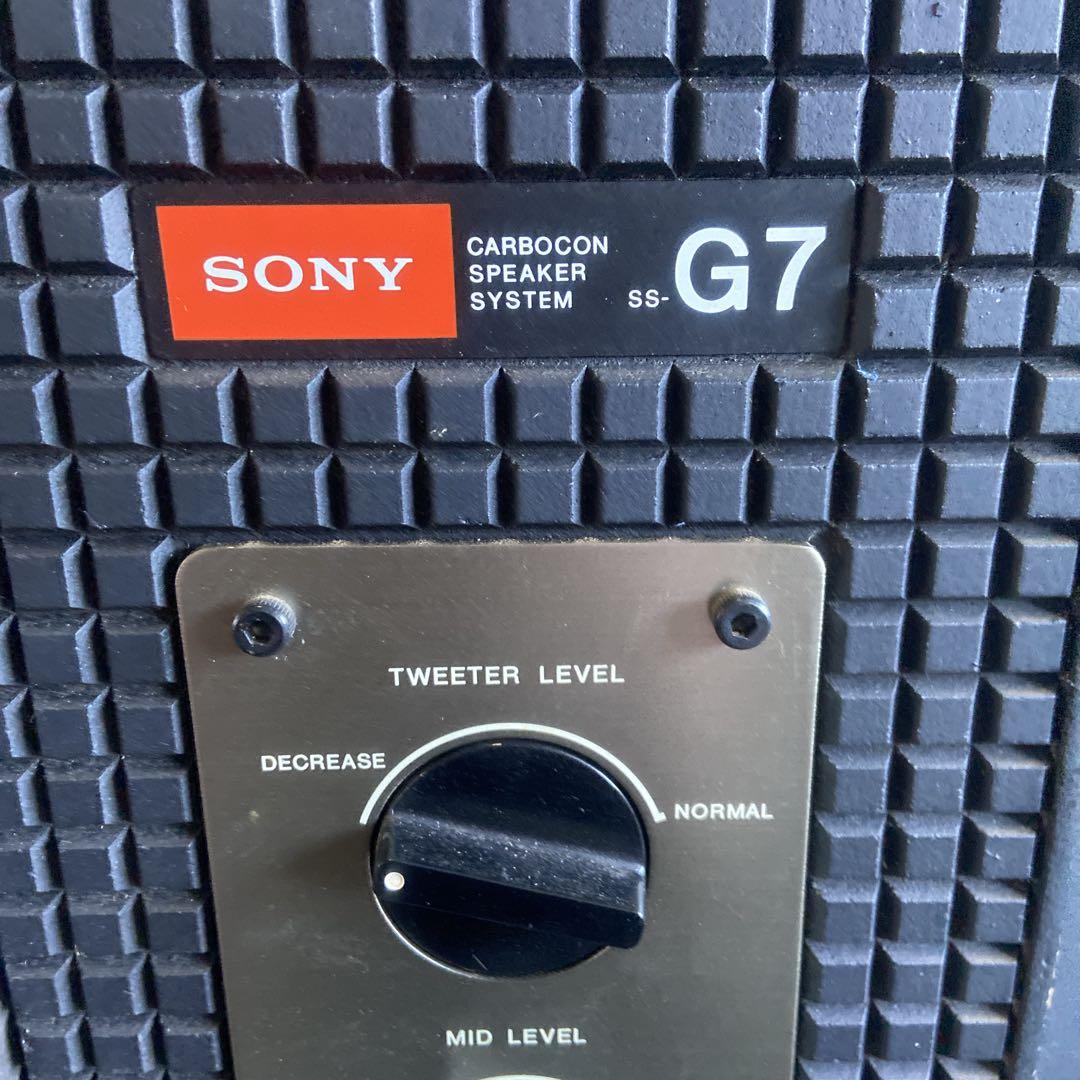 SONY
CARBOCON
SPEAKER
SYSTEM SS-G7
TWEETER LEVEL
DECREASE
NORMAL
MID LEVEL